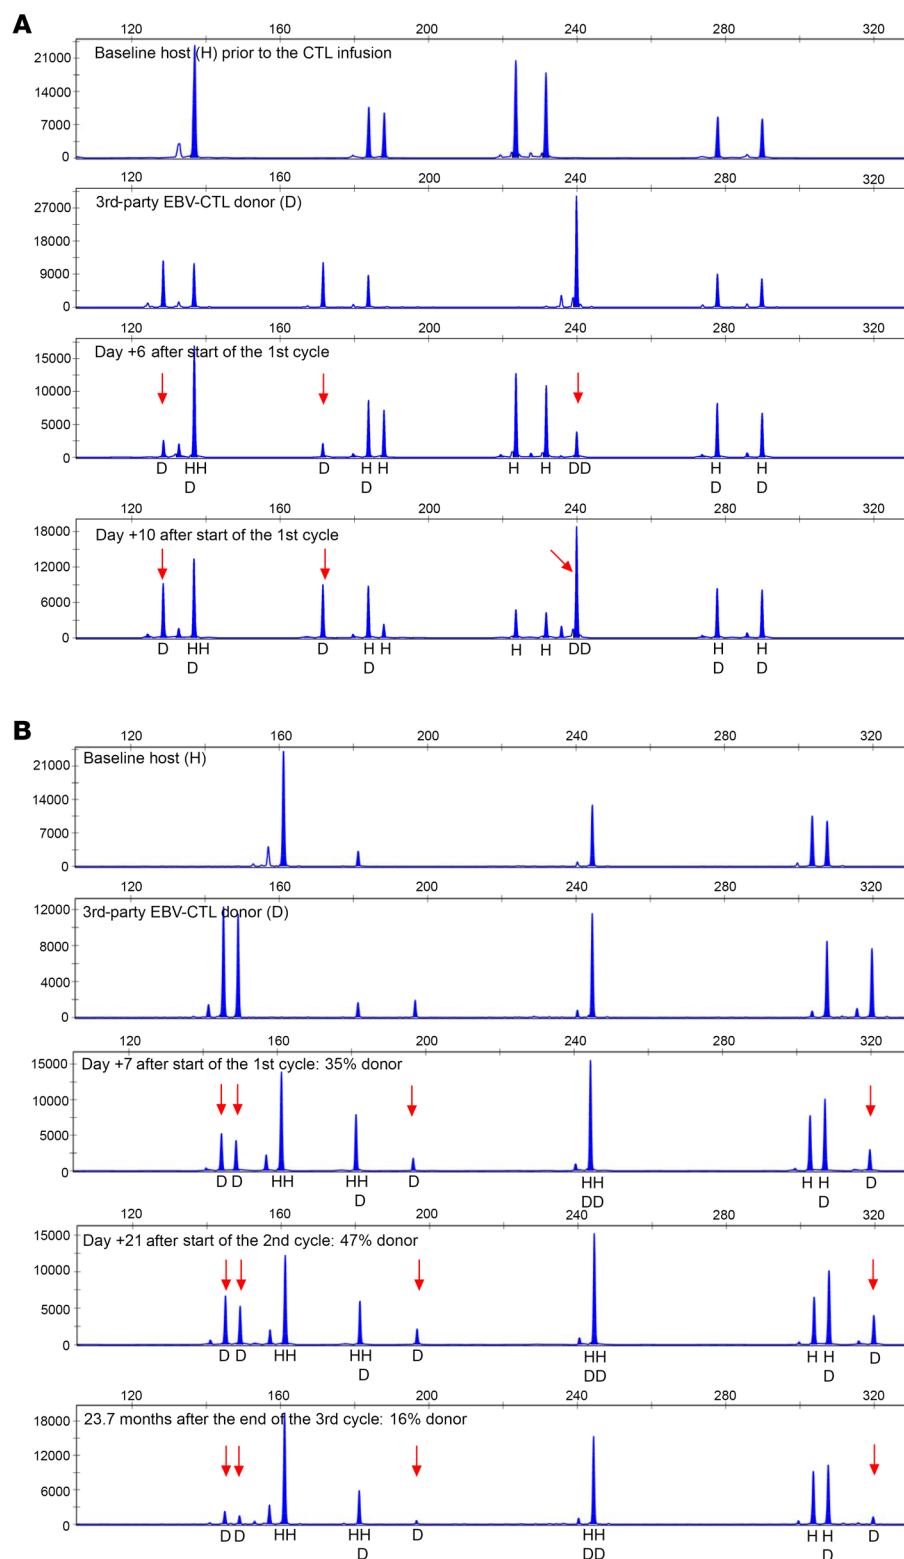 A
120 160 200 240 280 320
Baseline host (H) prior to the CTL infusion
21000
14000
7000
0
120 160 200 240 280 320
3rd-party EBV-CTL donor (D)
27000
18000
9000
0
120 160 200 240 280 320
Day +6 after start of the 1st cycle
15000
10000
5000
0
D HH D H H H H DD H H
D D D D
120 160 200 240 280 320
Day +10 after start of the 1st cycle
18000
12000
6000
0
D HH D H H H H DD H H
D D D D
B
120 160 200 240 280 320
Baseline host (H)
21000
14000
7000
0
120 160 200 240 280 320
3rd-party EBV-CTL donor (D)
12000
8000
4000
0
120 160 200 240 280 320
Day +7 after start of the 1st cycle: 35% donor
15000
10000
5000
0
D D HH HH D HH H H D
D DD D
120 160 200 240 280 320
Day +21 after start of the 2nd cycle: 47% donor
15000
10000
5000
0
D D HH HH D HH H H D
D DD D
120 160 200 240 280 320
23.7 months after the end of the 3rd cycle: 16% donor
18000
12000
6000
0
D D HH HH D HH H H D
D DD D